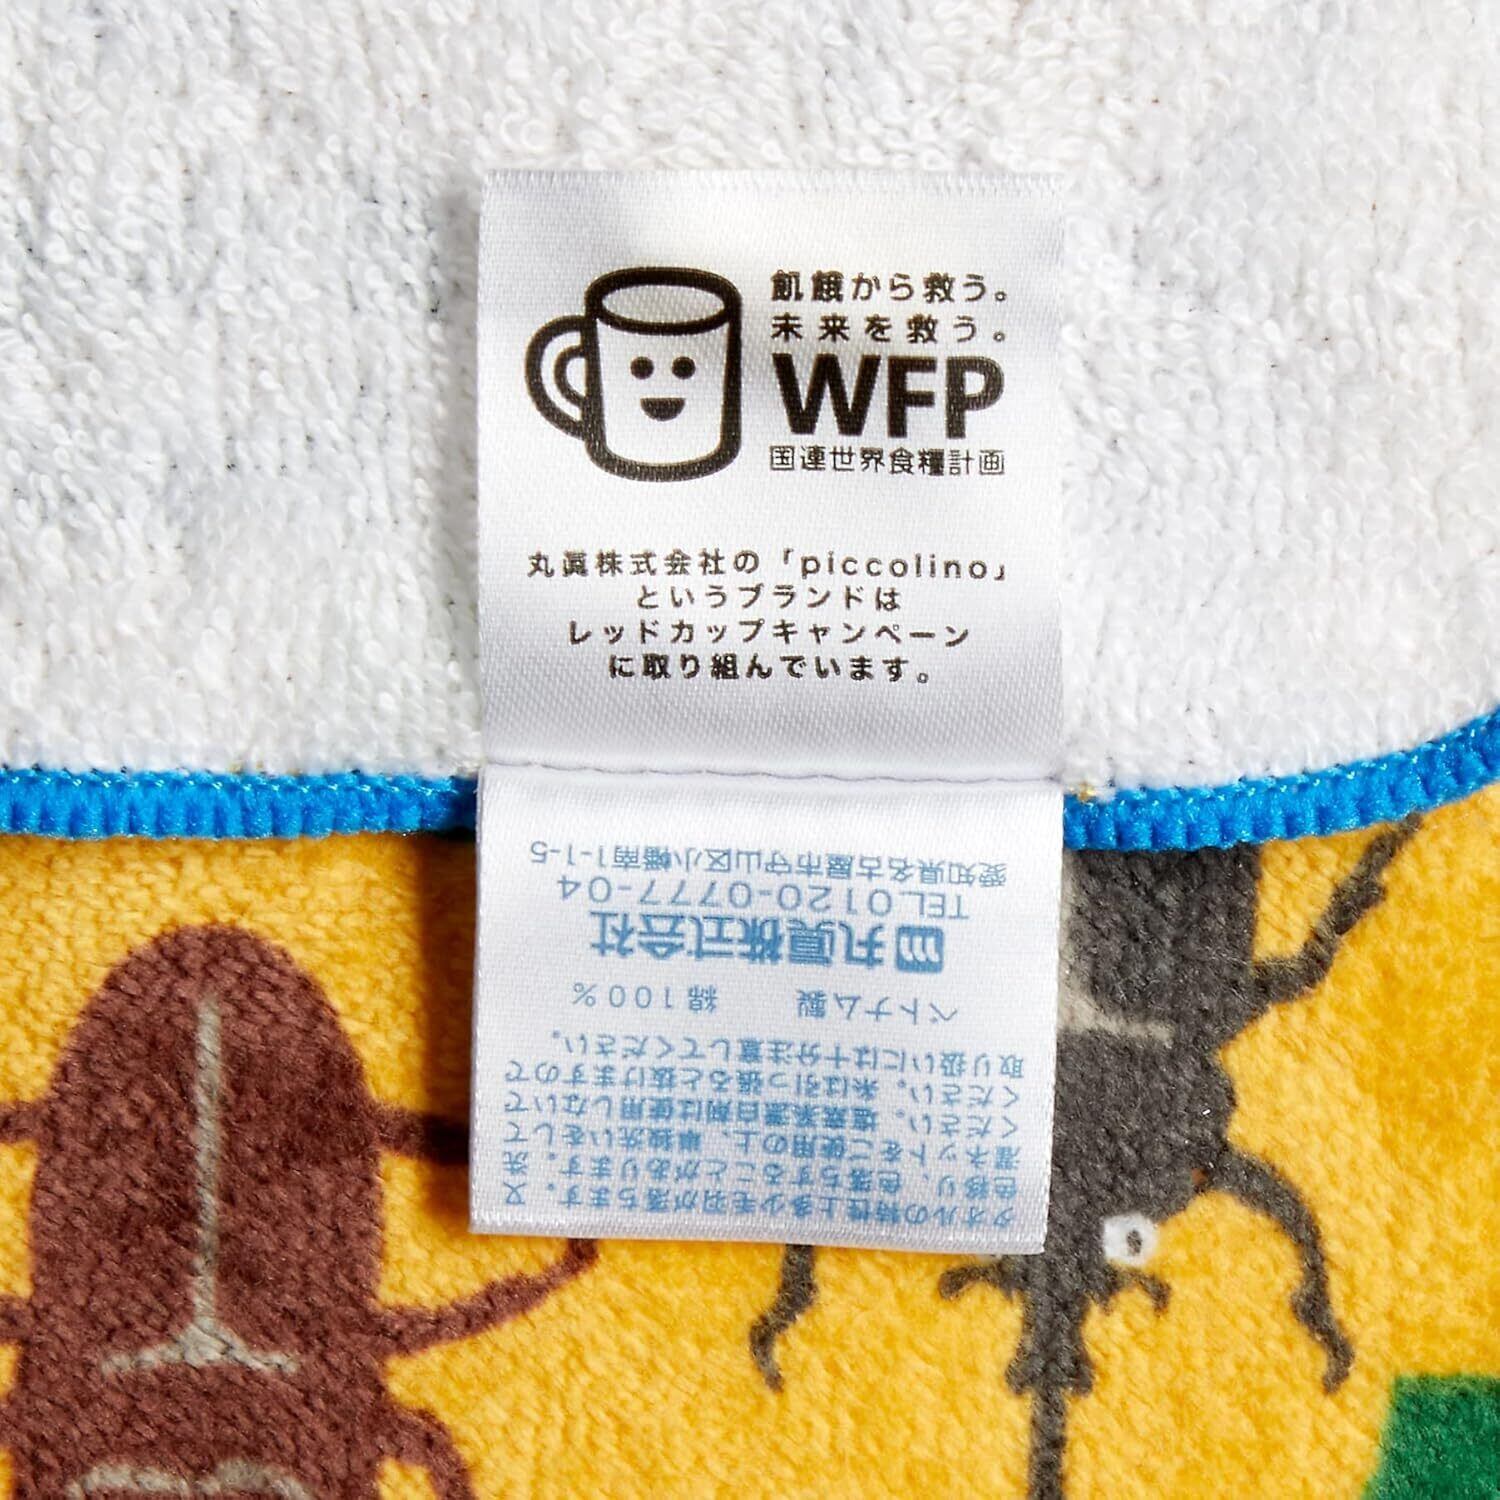 飢餓から救う。
未来を救う。
WFP
国連世界食糧計画
丸眞株式会社の「piccolino」
というブランドは
レッドカップキャンペーン
に取り組んでいます。
タオルの特性上多少毛羽が落ちます。又
色移り、色落ちすることがあります。洗
濯ネットをご使用の上、単独洗いをして
ください。塩素系漂白剤は使用しないで
ください。糸は引っ張ると抜けますので
取り扱いには十分注意してください。
ベトナム製 綿100%
丸眞株式会社
TEL0120-0777-04
愛知県名古屋市守山区小幡南1-1-5